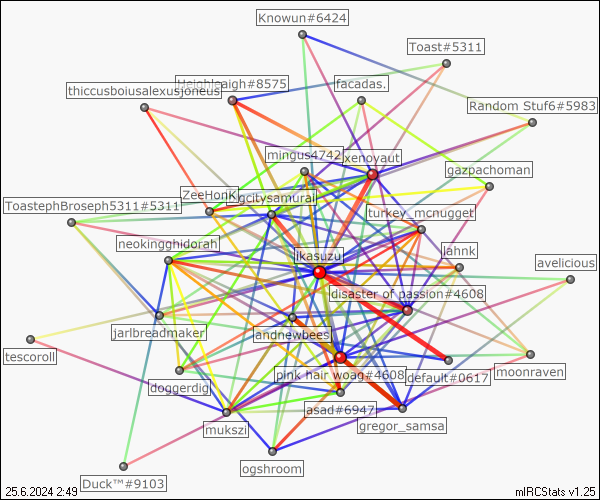 Knowun#6424
Toast#5311
Heighleaigh#8575
facadas.
thiccusboiusalexusjoneus
Random Stuf6#5983
mingus4742
xenoyaut
gazpachoman
ZeeHonK
gcitysamurai
ToastephBroseph5311#5311
turkey_mcnugget
neokingghidorah
ikasuzu
iahnk
avelicious
disaster of passion#4608
jarlbreadmaker
andnewbees
tescoroll
pink hair woag#4608
default#0617
moonraven
doggerdig
asad#6947
mukszi
gregor_samsa
ogshroom
Duck™#9103
25.6.2024 2:49
mIRCStats v1.25